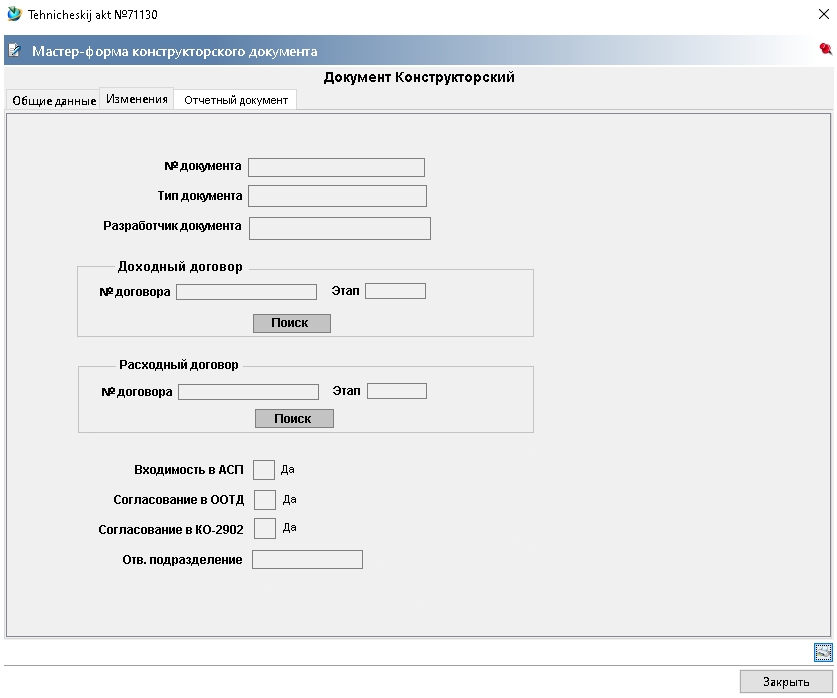 Tehnicheskij akt №71130
Мастер-форма конструкторского документа
Документ Конструкторский
Общие данные Изменения Отчетный документ
№ документа
Тип документа
Разработчик документа
Доходный договор
№ договора Этап
Поиск
Расходный договор
№ договора Этап
Поиск
Входимость в АСП Да
Согласование в ООТД Да
Согласование в КО-2902 Да
Отв. подразделение
Закрыть